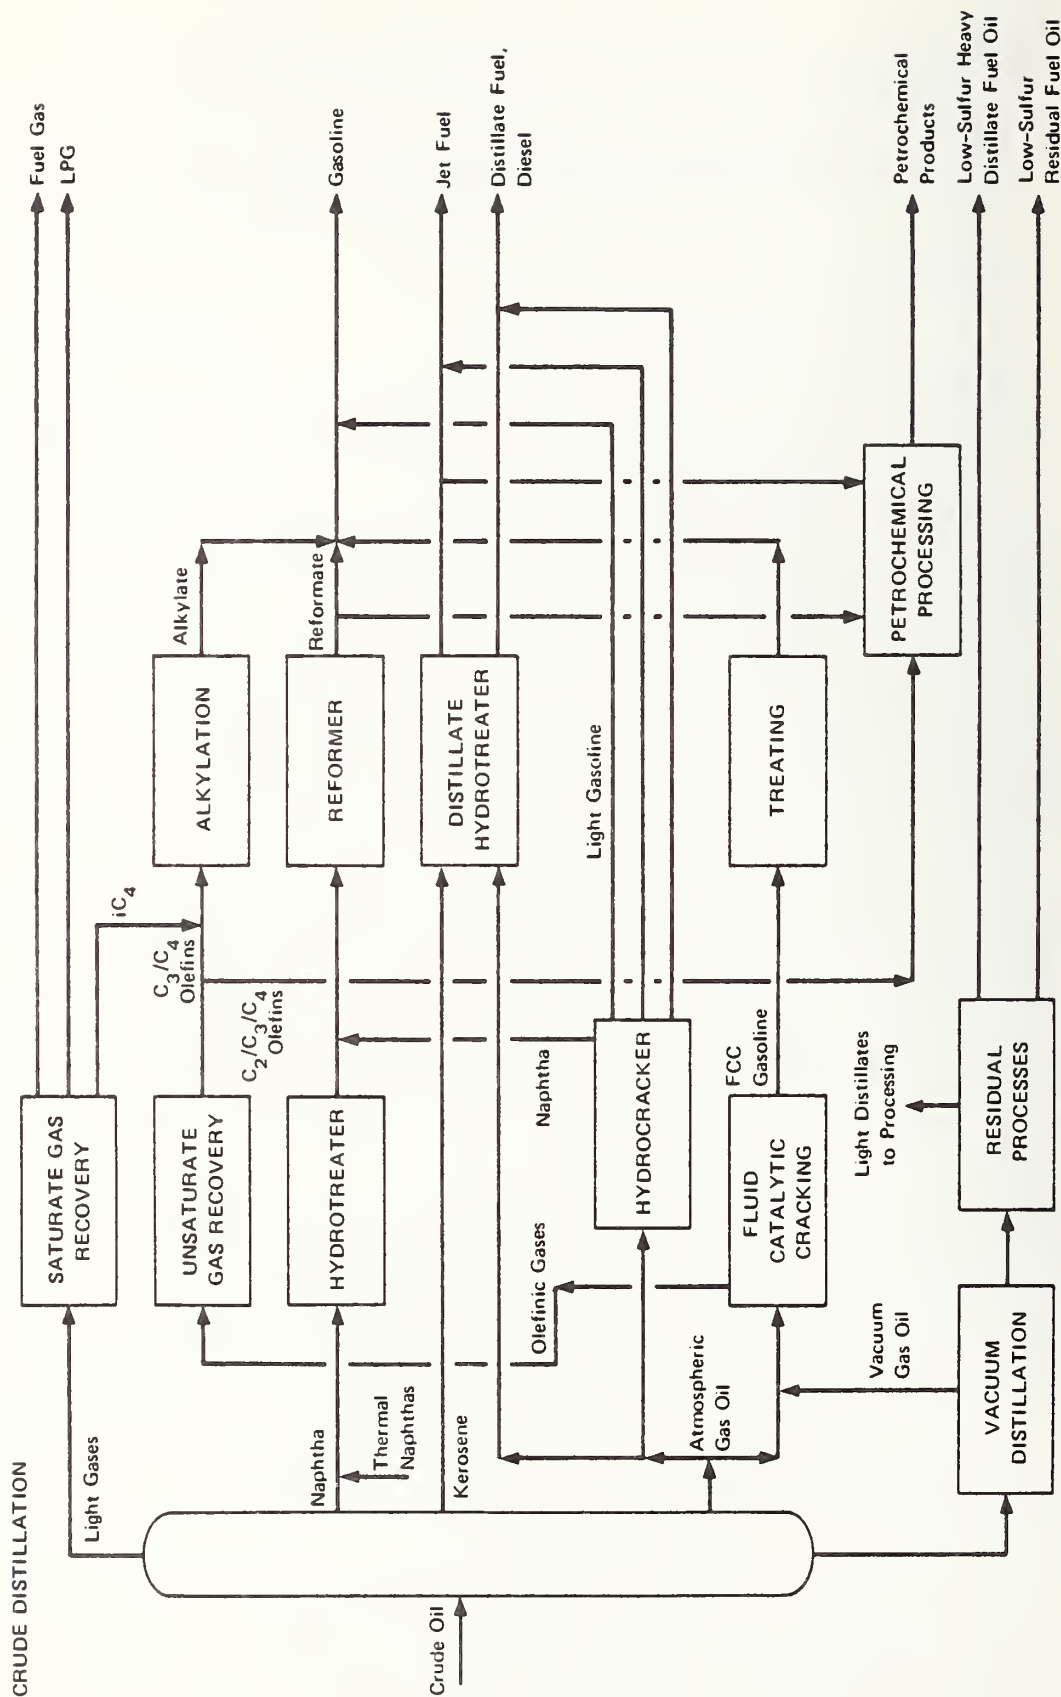 CRUDE DISTILLATION
Crude Oil
Light Gases
Naphtha
Thermal
Naphthas
Kerosene
Atmospheric
Gas Oil
SATURATE GAS
RECOVERY
UNSATURATE
GAS RECOVERY
HYDROTREATER
Olefinic Gases
HYDROCRACKER
FLUID
CATALYTIC
CRACKING
Vacuum
Gas Oil
VACUUM
DISTILLATION
iC4
C3/C4
Olefins
C2/C3/C4
Olefins
Naphtha
FCC
Gasoline
Light Distillates
to Processing
RESIDUAL
PROCESSES
ALKYLATION
REFORMER
DISTILLATE
HYDROTREATER
Light Gasoline
TREATING
Alkylate
Reformate
PETROCHEMICAL
PROCESSING
Fuel Gas
LPG
Gasoline
Jet Fuel
Distillate Fuel,
Diesel
Petrochemical
Products
Low-Sulfur Heavy
Distillate Fuel Oil
Low-Sulfur
Residual Fuel Oil